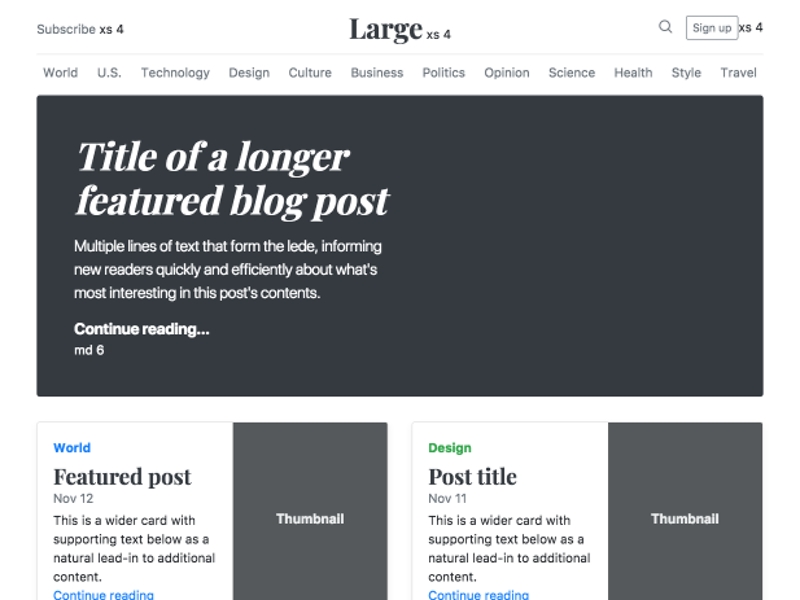 Subscribe xs 4
Large xs 4
Sign up xs 4
World U.S. Technology Design Culture Business Politics Opinion Science Health Style Travel
Title of a longer
featured blog post
Multiple lines of text that form the lede, informing
new readers quickly and efficiently about what's
most interesting in this post's contents.
Continue reading...
md 6
World
Featured post
Nov 12
This is a wider card with
supporting text below as a
natural lead-in to additional
content.
Continue reading
Thumbnail
Design
Post title
Nov 11
This is a wider card with
supporting text below as a
natural lead-in to additional
content.
Continue reading
Thumbnail